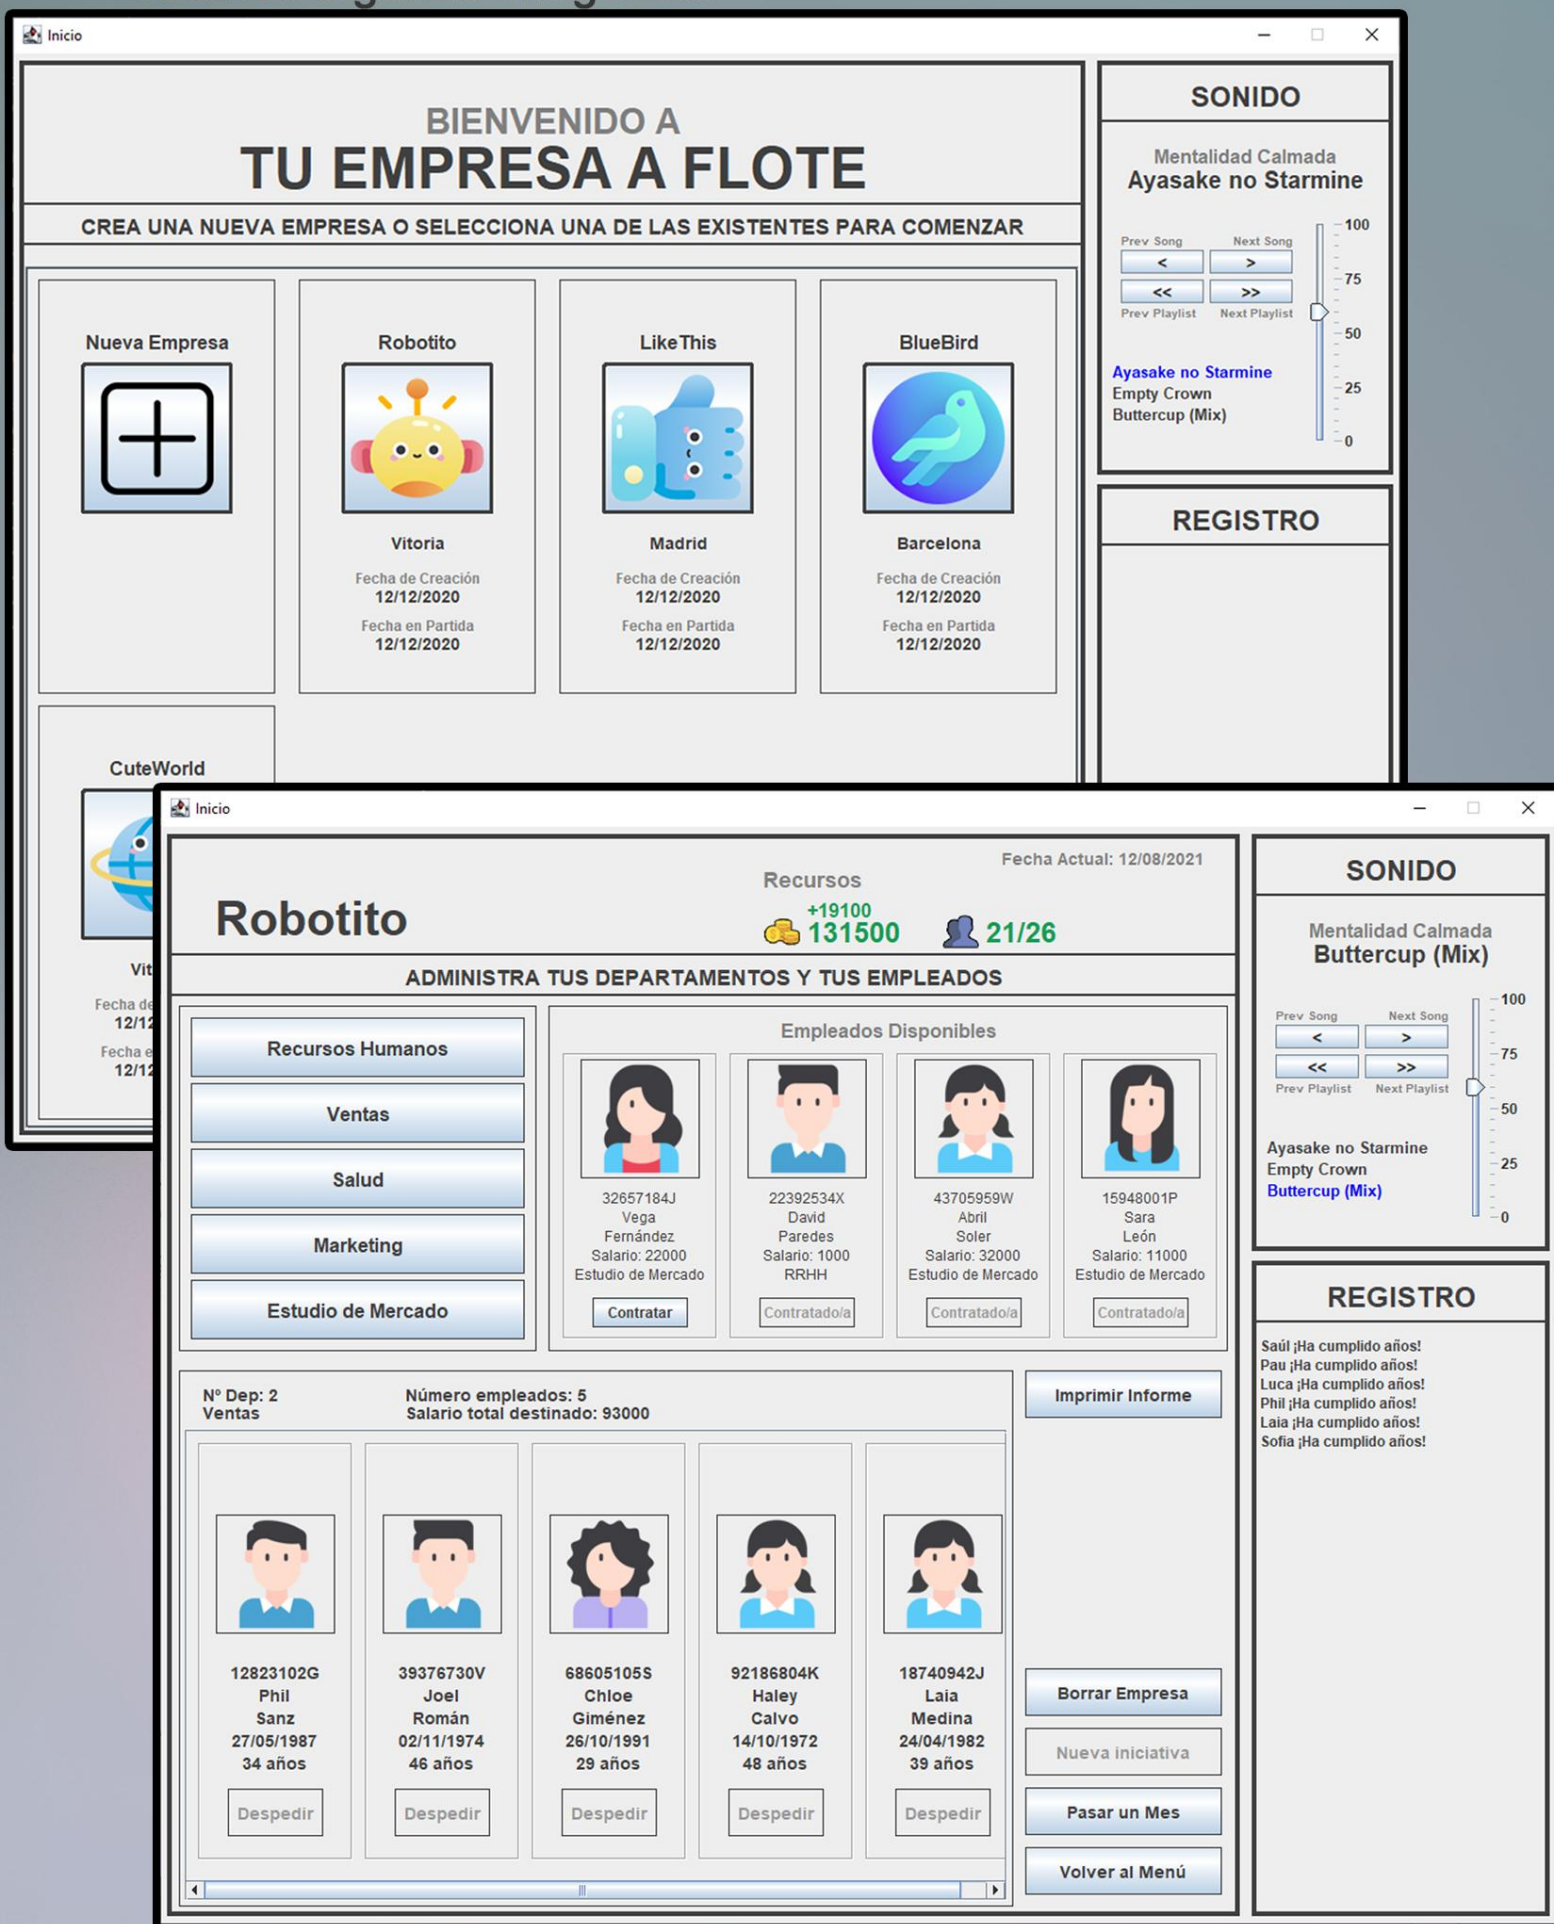 Inicio
BIENVENIDO A
TU EMPRESA A FLOTE
CREA UNA NUEVA EMPRESA O SELECCIONA UNA DE LAS EXISTENTES PARA COMENZAR
Nueva Empresa
Robotito
Vitoria
Fecha de Creación
12/12/2020
Fecha en Partida
12/12/2020
LikeThis
Madrid
Fecha de Creación
12/12/2020
Fecha en Partida
12/12/2020
BlueBird
Barcelona
Fecha de Creación
12/12/2020
Fecha en Partida
12/12/2020
CuteWorld
Vit
Fecha de
12/12
Fecha e
12/12
SONIDO
Mentalidad Calmada
Ayasake no Starmine
Prev Song Next Song
< >
<< >>
Prev Playlist Next Playlist
100
75
50
25
0
Ayasake no Starmine
Empty Crown
Buttercup (Mix)
REGISTRO
Inicio
Robotito
Recursos
+19100
131500
21/26
Fecha Actual: 12/08/2021
ADMINISTRA TUS DEPARTAMENTOS Y TUS EMPLEADOS
Recursos Humanos
Ventas
Salud
Marketing
Estudio de Mercado
Empleados Disponibles
32657184J
Vega
Fernández
Salario: 22000
Estudio de Mercado
Contratar
22392534X
David
Paredes
Salario: 1000
RRHH
Contratado/a
43705959W
Abril
Soler
Salario: 32000
Estudio de Mercado
Contratado/a
15948001P
Sara
León
Salario: 11000
Estudio de Mercado
Contratado/a
Nº Dep: 2
Ventas
Número empleados: 5
Salario total destinado: 93000
12823102G
Phil
Sanz
27/05/1987
34 años
Despedir
39376730V
Joel
Román
02/11/1974
46 años
Despedir
68605105S
Chloe
Giménez
26/10/1991
29 años
Despedir
92186804K
Haley
Calvo
14/10/1972
48 años
Despedir
18740942J
Laia
Medina
24/04/1982
39 años
Despedir
Imprimir Informe
Borrar Empresa
Nueva iniciativa
Pasar un Mes
Volver al Menú
SONIDO
Mentalidad Calmada
Buttercup (Mix)
Prev Song Next Song
< >
<< >>
Prev Playlist Next Playlist
100
75
50
25
0
Ayasake no Starmine
Empty Crown
Buttercup (Mix)
REGISTRO
Saúl ¡Ha cumplido años!
Pau ¡Ha cumplido años!
Luca ¡Ha cumplido años!
Phil ¡Ha cumplido años!
Laia ¡Ha cumplido años!
Sofia ¡Ha cumplido años!